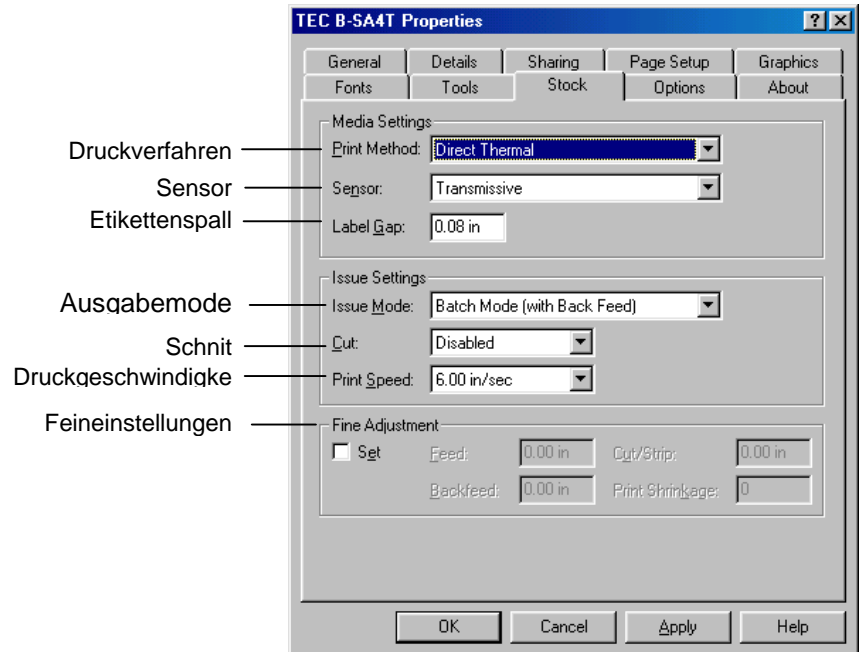 TEC B-SA4T Properties
General Details Sharing Page Setup Graphics
Fonts Tools Stock Options About
Media Settings
Druckverfahren Print Method: Direct Thermal
Sensor Sensor: Transmissive
Etikettenspall Label Gap: 0.08 in
Issue Settings
Ausgabemode Issue Mode: Batch Mode (with Back Feed)
Schnit Cut: Disabled
Druckgeschwindigke Print Speed: 6.00 in/sec
Feineinstellungen Fine Adjustment
Set Feed: 0.00 in Cut/Strip: 0.00 in
Backfeed: 0.00 in Print Shrinkage: 0
OK Cancel Apply Help